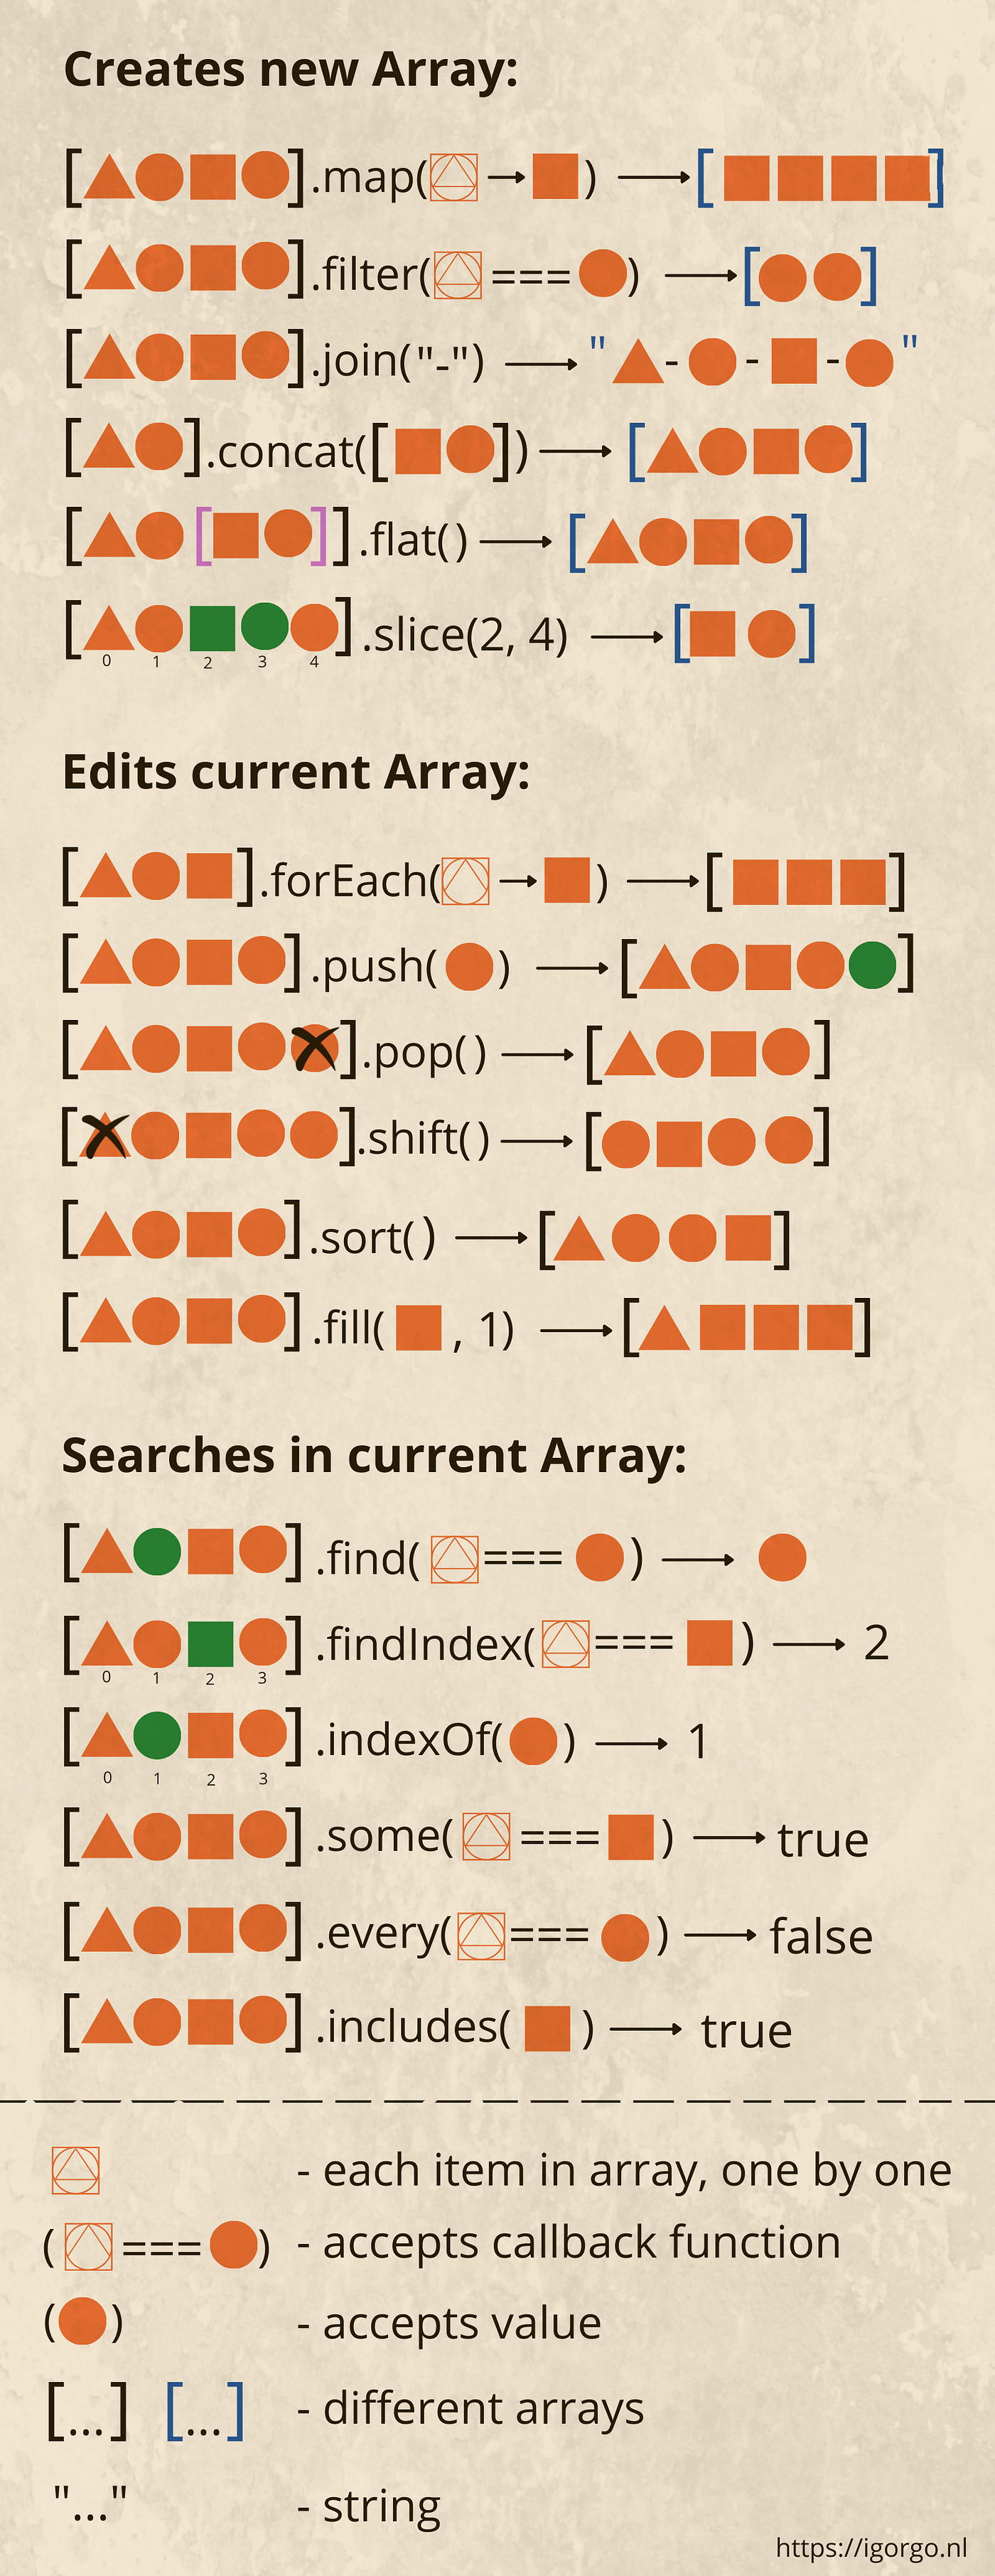 Creates new Array:
[ ].map( → ) → [ ]
[ ].filter( === ) → [ ]
[ ].join("-") → " - - - "
[ ].concat([ ]) → [ ]
[ [ ] ].flat() → [ ]
[ ].slice(2, 4) → [ ]
0 1 2 3 4
Edits current Array:
[ ].forEach( → ) → [ ]
[ ].push( ) → [ ]
[ ].pop() → [ ]
[ ].shift() → [ ]
[ ].sort() → [ ]
[ ].fill( , 1) → [ ]
Searches in current Array:
[ ].find( === ) →
[ ].findIndex( === ) → 2
0 1 2 3
[ ].indexOf( ) → 1
0 1 2 3
[ ].some( === ) → true
[ ].every( === ) → false
[ ].includes( ) → true
- each item in array, one by one
( === ) - accepts callback function
( ) - accepts value
[...] [...] - different arrays
"..." - string
https://igorgo.nl